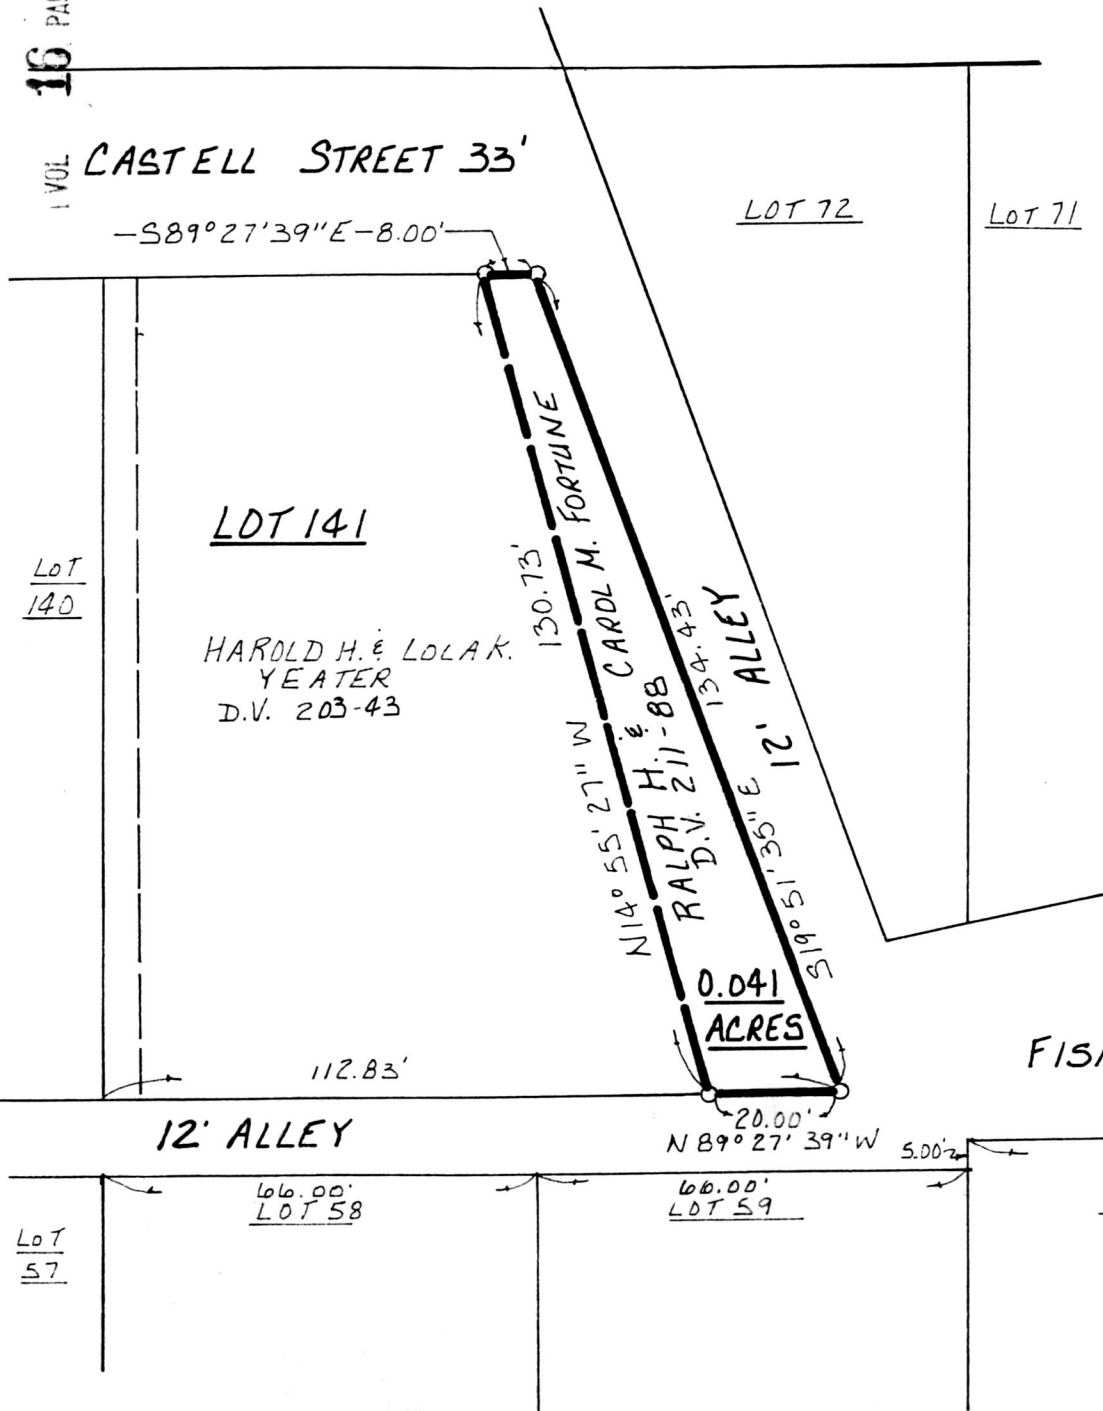 VOL 16 PA
CASTELL STREET 33'
S89°27'39"E-8.00'
LOT 72
LOT 71
LOT 141
LOT
140
HAROLD H. & LOLA K.
YEATER
D.V. 203-43
130.73'
N14° 55' 27" W
RALPH H. & CAROL M. FORTUNE
D.V. 211-88
134.43'
S19° 51' 35" E
12' ALLEY
0.041
ACRES
112.83'
12' ALLEY
20.00'
N 89° 27' 39" W
5.00'
66.00'
LOT 58
66.00'
LOT 59
LOT
57